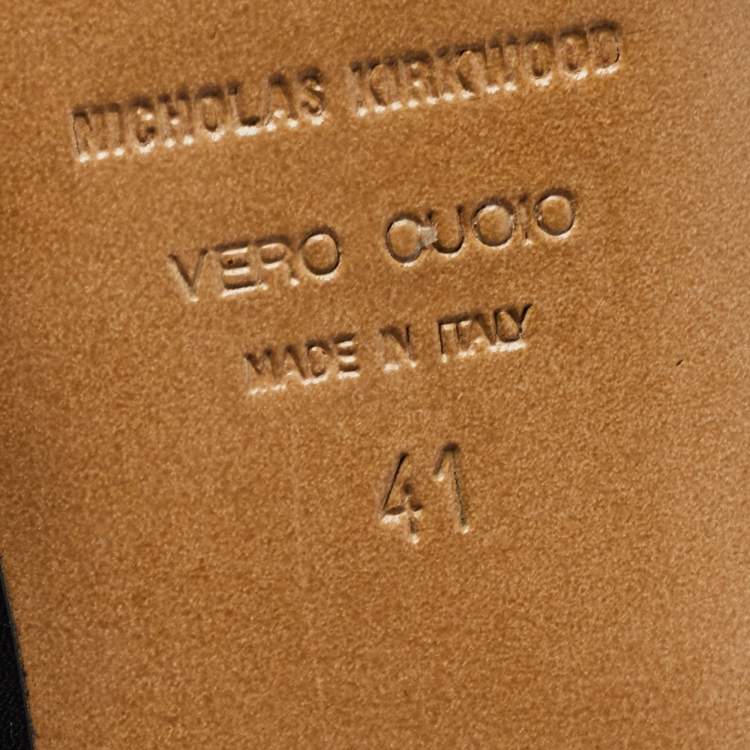 NICHOLAS KIRKWOOD
VERO CUOIO
MADE IN ITALY
41